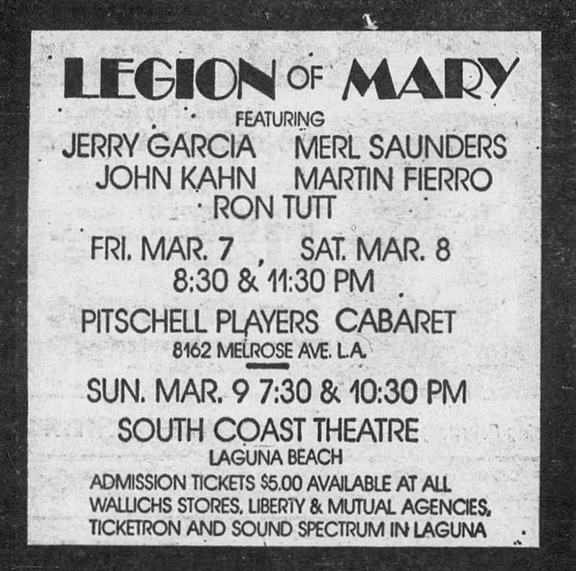 LEGION OF MARY
FEATURING
JERRY GARCIA MERL SAUNDERS
JOHN KAHN MARTIN FIERRO
RON TUTT
FRI. MAR. 7 SAT. MAR. 8
8:30 & 11:30 PM
PITSCHELL PLAYERS CABARET
8162 MELROSE AVE. L.A.
SUN. MAR. 9 7:30 & 10:30 PM
SOUTH COAST THEATRE
LAGUNA BEACH
ADMISSION TICKETS $5.00 AVAILABLE AT ALL
WALLICHS STORES, LIBERTY & MUTUAL AGENCIES,
TICKETRON AND SOUND SPECTRUM IN LAGUNA